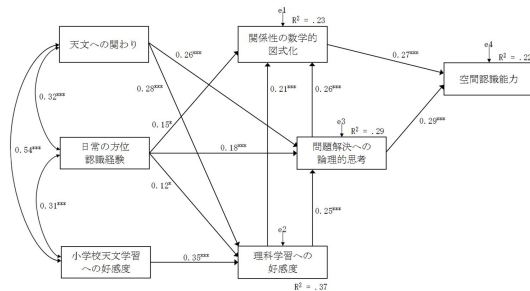 e1
R² = .23
天文への関わり
関係性の数学的
図式化
e4
R² = .22
空間認識能力
0.26***
0.27***
0.28***
0.32***
0.21***
0.26***
0.15*
e3
R² = .29
0.29***
0.54***
日常の方位
認識経験
0.18***
問題解決への
論理的思考
0.12*
0.31***
0.25***
e2
小学校天文学習
への好感度
0.35***
理科学習への
好感度
R² = .37